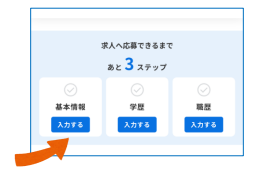 求人へ応募できるまで
あと 3 ステップ
基本情報 学歴 職歴
入力する 入力する 入力する